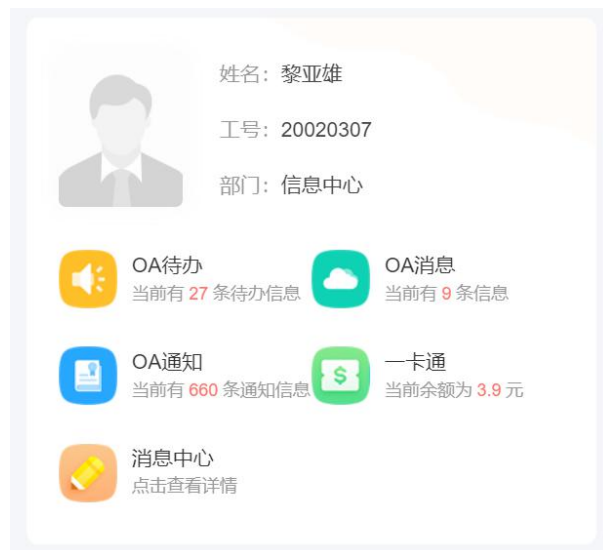 姓名：黎亚雄
工号：20020307
部门：信息中心
OA待办
当前有 27 条待办信息
OA消息
当前有 9 条信息
OA通知
当前有 660 条通知信息
一卡通
当前余额为 3.9 元
消息中心
点击查看详情